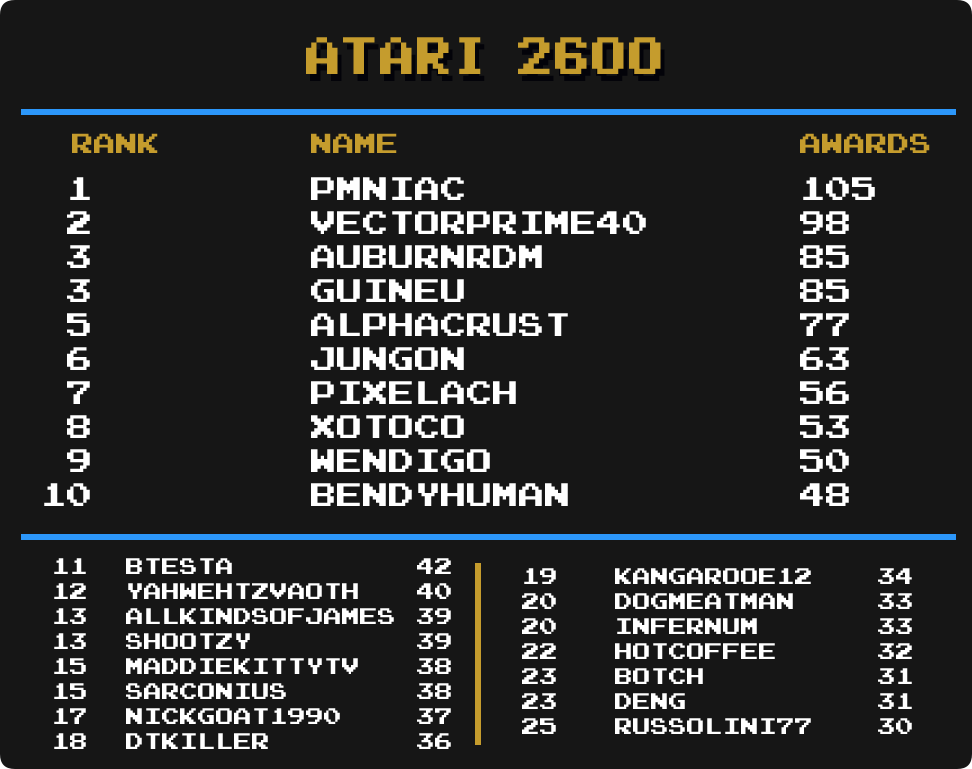 ATARI 2600
RANK NAME AWARDS
1 PMNIAC 105
2 VECTORPRIME40 98
3 AUBURNRDM 85
3 GUINEU 85
5 ALPHACRUST 77
6 JUNGON 63
7 PIXELACH 56
8 XOTOCO 53
9 WENDIGO 50
10 BENDYHUMAN 48
11 BTESTA 42
12 YAHWEHTZVAOTH 40
13 ALLKINDSOFJAMES 39
13 SHOOTZY 39
15 MADDIEKITTYTV 38
15 SARCONIUS 38
17 NICKGOAT1990 37
18 DTKILLER 36
19 KANGAROOE12 34
20 DOGMEATMAN 33
20 INFERNUM 33
22 HOTCOFFEE 32
23 BOTCH 31
23 DENG 31
25 RUSSOLINI77 30